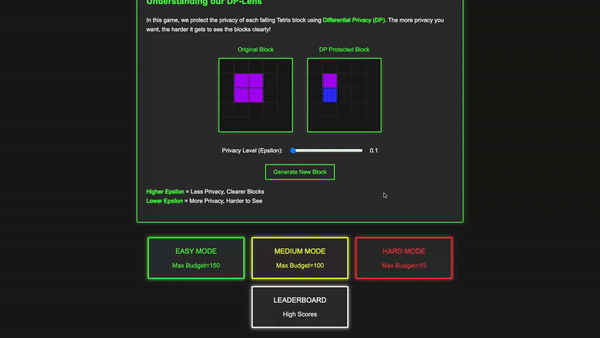 Understanding our DP-Lens
In this game, we protect the privacy of each falling Tetris block using Differential Privacy (DP). The more privacy you
want, the harder it gets to see the blocks clearly!
Original Block
DP Protected Block
Privacy Level (Epsilon):
0.1
Generate New Block
Higher Epsilon = Less Privacy, Clearer Blocks
Lower Epsilon = More Privacy, Harder to See
EASY MODE
Max Budget=150
MEDIUM MODE
Max Budget=100
HARD MODE
Max Budget=
LEADERBOARD
High Scores